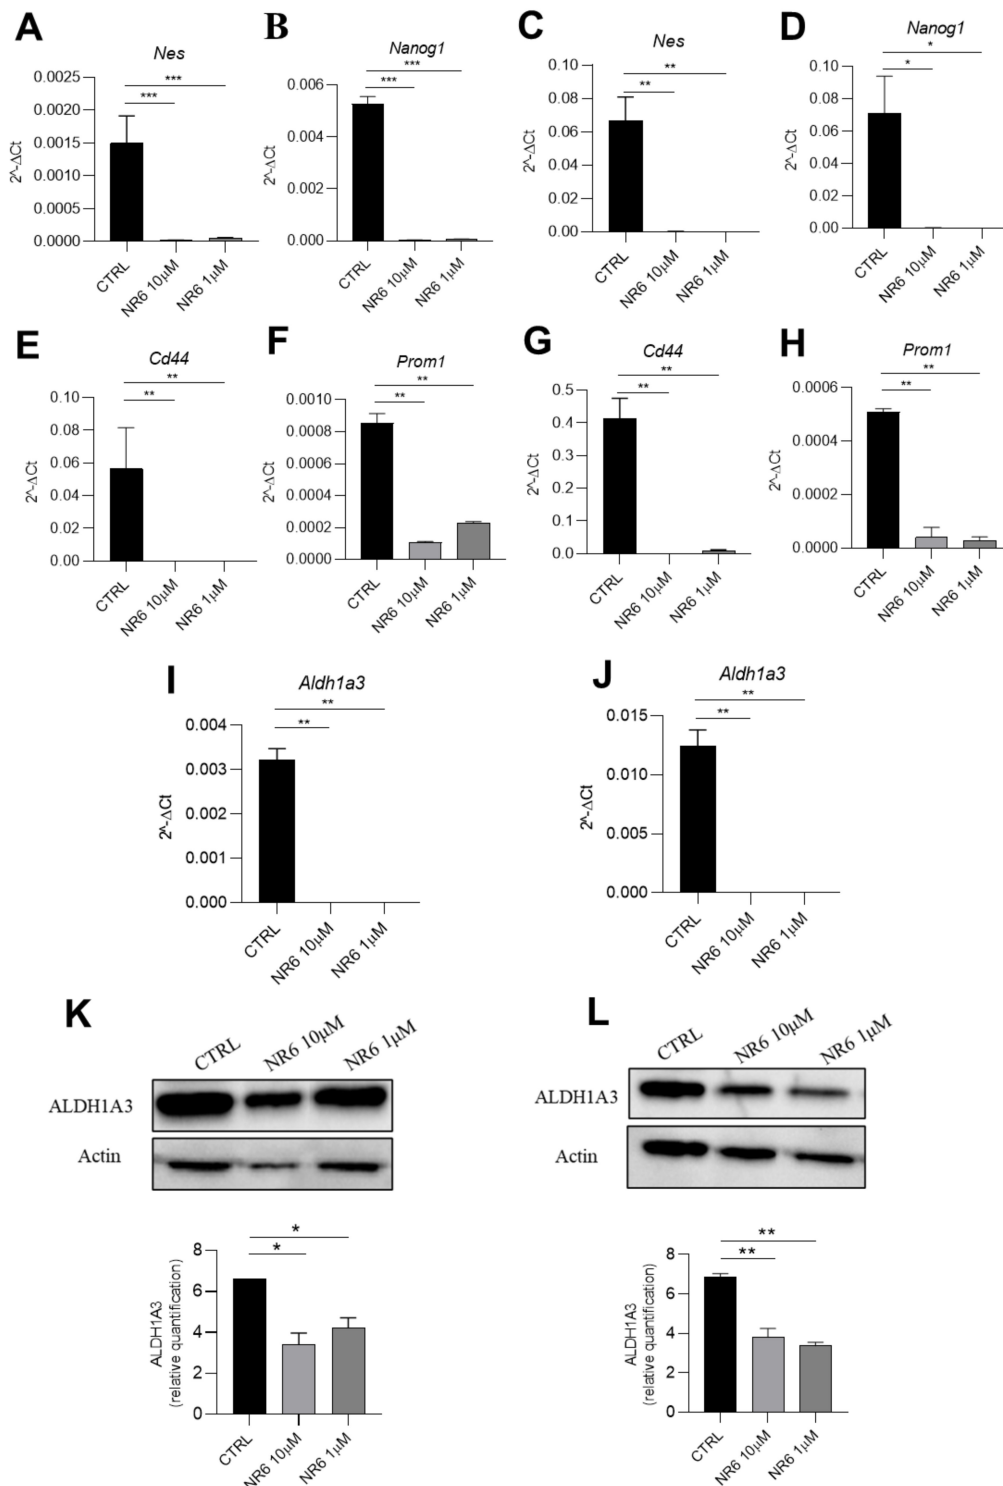 A
Nes
2^-ΔCt
0.0025
0.0020
0.0015
0.0010
0.0005
0.0000
***
***
CTRL
NR6 10μM
NR6 1μM
B
Nanog1
2^-ΔCt
0.006
0.004
0.002
0.000
***
***
CTRL
NR6 10μM
NR6 1μM
C
Nes
2^-ΔCt
0.10
0.08
0.06
0.04
0.02
0.00
**
**
CTRL
NR6 10μM
NR6 1μM
D
Nanog1
2^-ΔCt
0.10
0.08
0.06
0.04
0.02
0.00
*
*
CTRL
NR6 10μM
NR6 1μM
E
Cd44
2^-ΔCt
0.10
0.08
0.06
0.04
0.02
0.00
**
**
CTRL
NR6 10μM
NR6 1μM
F
Prom1
2^-ΔCt
0.0010
0.0008
0.0006
0.0004
0.0002
0.0000
**
**
CTRL
NR6 10μM
NR6 1μM
G
Cd44
2^-ΔCt
0.5
0.4
0.3
0.2
0.1
0.0
**
**
CTRL
NR6 10μM
NR6 1μM
H
Prom1
2^-ΔCt
0.0006
0.0004
0.0002
0.0000
**
**
CTRL
NR6 10μM
NR6 1μM
I
Aldh1a3
2^-ΔCt
0.004
0.003
0.002
0.001
0.000
**
**
CTRL
NR6 10μM
NR6 1μM
J
Aldh1a3
2^-ΔCt
0.015
0.010
0.005
0.000
**
**
CTRL
NR6 10μM
NR6 1μM
K
CTRL
NR6 10μM
NR6 1μM
ALDH1A3
Actin
ALDH1A3
(relative quantification)
8
6
4
2
0
*
*
CTRL
NR6 10μM
NR6 1μM
L
CTRL
NR6 10μM
NR6 1μM
ALDH1A3
Actin
ALDH1A3
(relative quantification)
8
6
4
2
0
**
**
CTRL
NR6 10μM
NR6 1μM